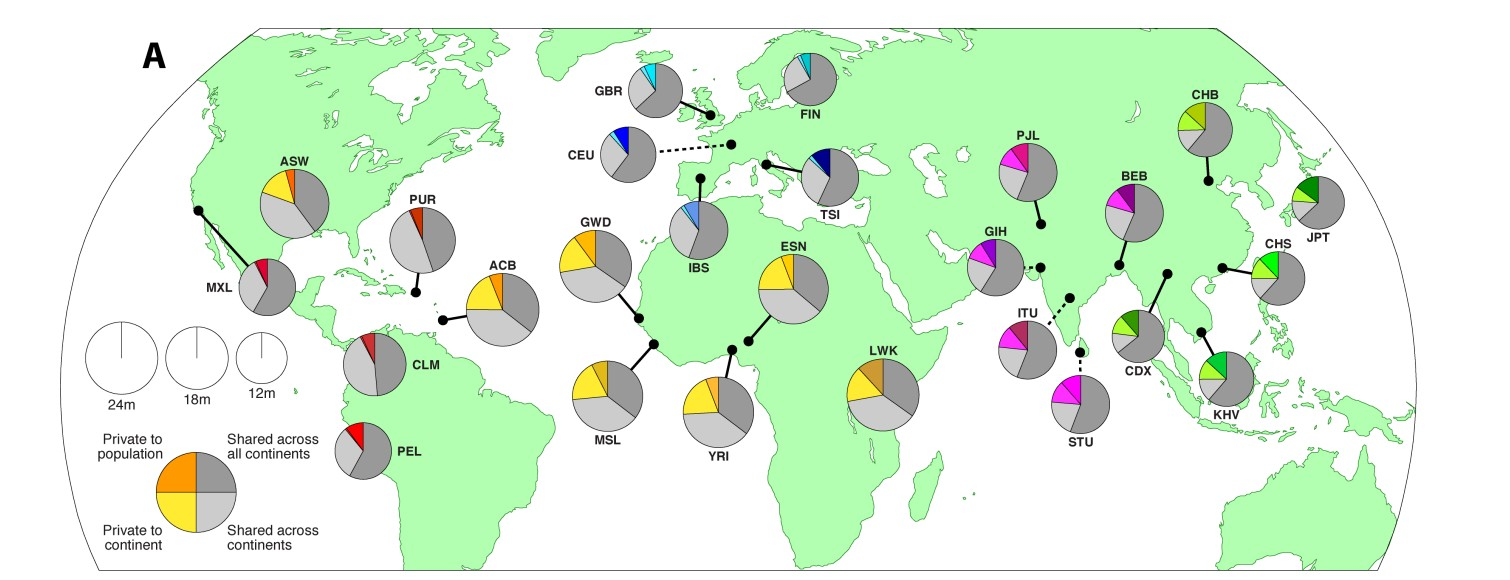 A
GBR
FIN
CHB
CEU
PJL
ASW
BEB
PUR
TSI
JPT
GWD
ESN
GIH
CHS
IBS
ACB
MXL
ITU
LWK
CLM
CDX
24m
18m
12m
KHV
MSL
STU
YRI
PEL
Private to
population
Shared across
all continents
Private to
continent
Shared across
continents